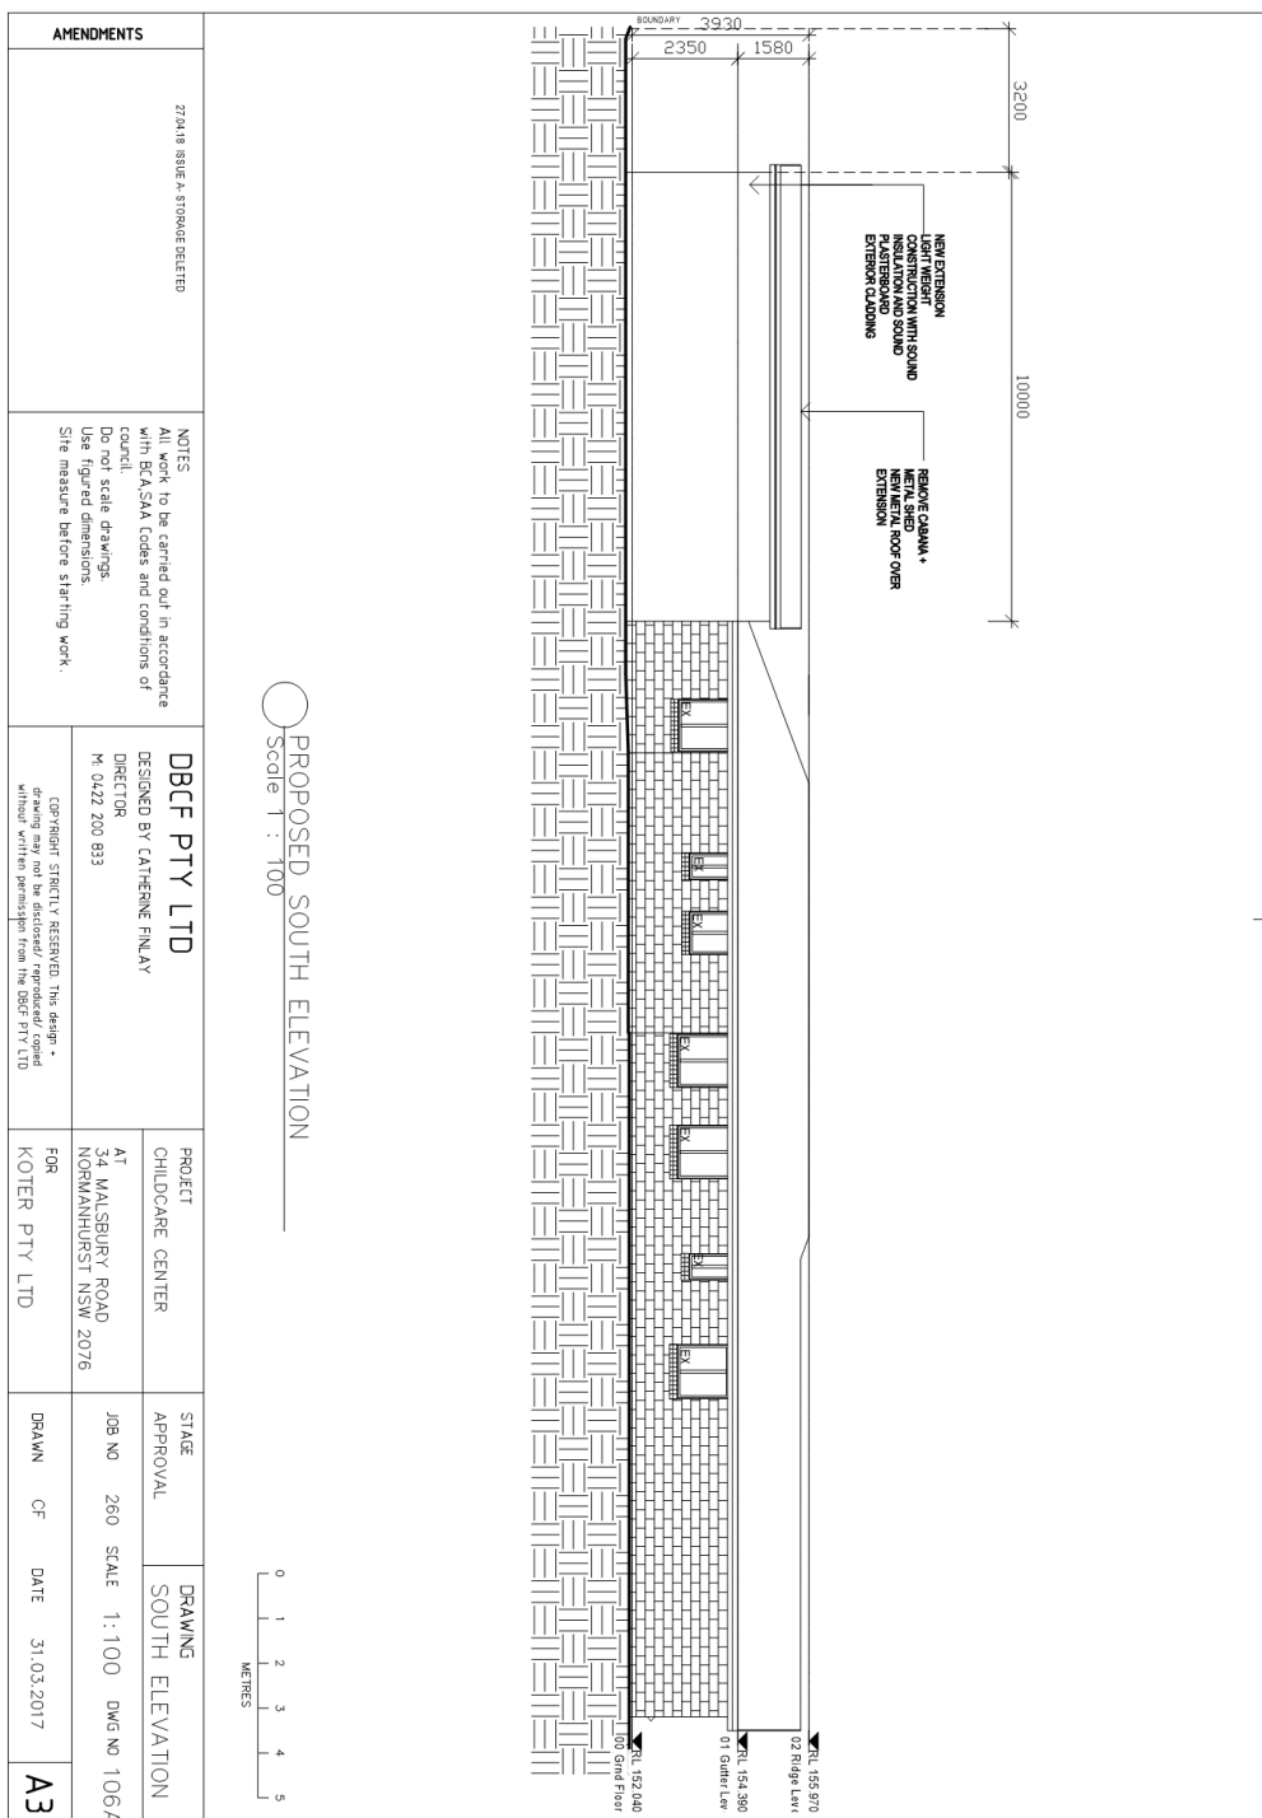 BOUNDARY
3930
2350
1580
3200
10000
NEW EXTENSION
LIGHT WEIGHT
CONSTRUCTION WITH SOUND
INSULATION AND SOUND
PLASTERBOARD
EXTERIOR CLADDING
REMOVE CABANA +
METAL SHED
NEW METAL ROOF OVER
EXTENSION
EX
EX
EX
EX
EX
EX
EX
RL 155.970
02 Ridge Leve
RL 154.390
01 Gutter Lev
RL 152.040
00 Grnd Floor
PROPOSED SOUTH ELEVATION
Scale 1 : 100
0 1 2 3 4 5
METRES
AMENDMENTS
27.04.18 ISSUE A- STORAGE DELETED
NOTES
All work to be carried out in accordance
with BCA,SAA Codes and conditions of
council.
Do not scale drawings.
Use figured dimensions.
Site measure before starting work.
DBCF PTY LTD
DESIGNED BY CATHERINE FINLAY
DIRECTOR
M: 0422 200 833
COPYRIGHT STRICTLY RESERVED. This design +
drawing may not be disclosed/ reproduced/ copied
without written permission from the DBCF PTY LTD
PROJECT
CHILDCARE CENTER
AT
34 MALSBURY ROAD
NORMANHURST NSW 2076
FOR
KOTER PTY LTD
STAGE
APPROVAL
DRAWING
SOUTH ELEVATION
JOB NO 260 SCALE 1:100 DWG NO 106A
DRAWN CF DATE 31.03.2017
A3